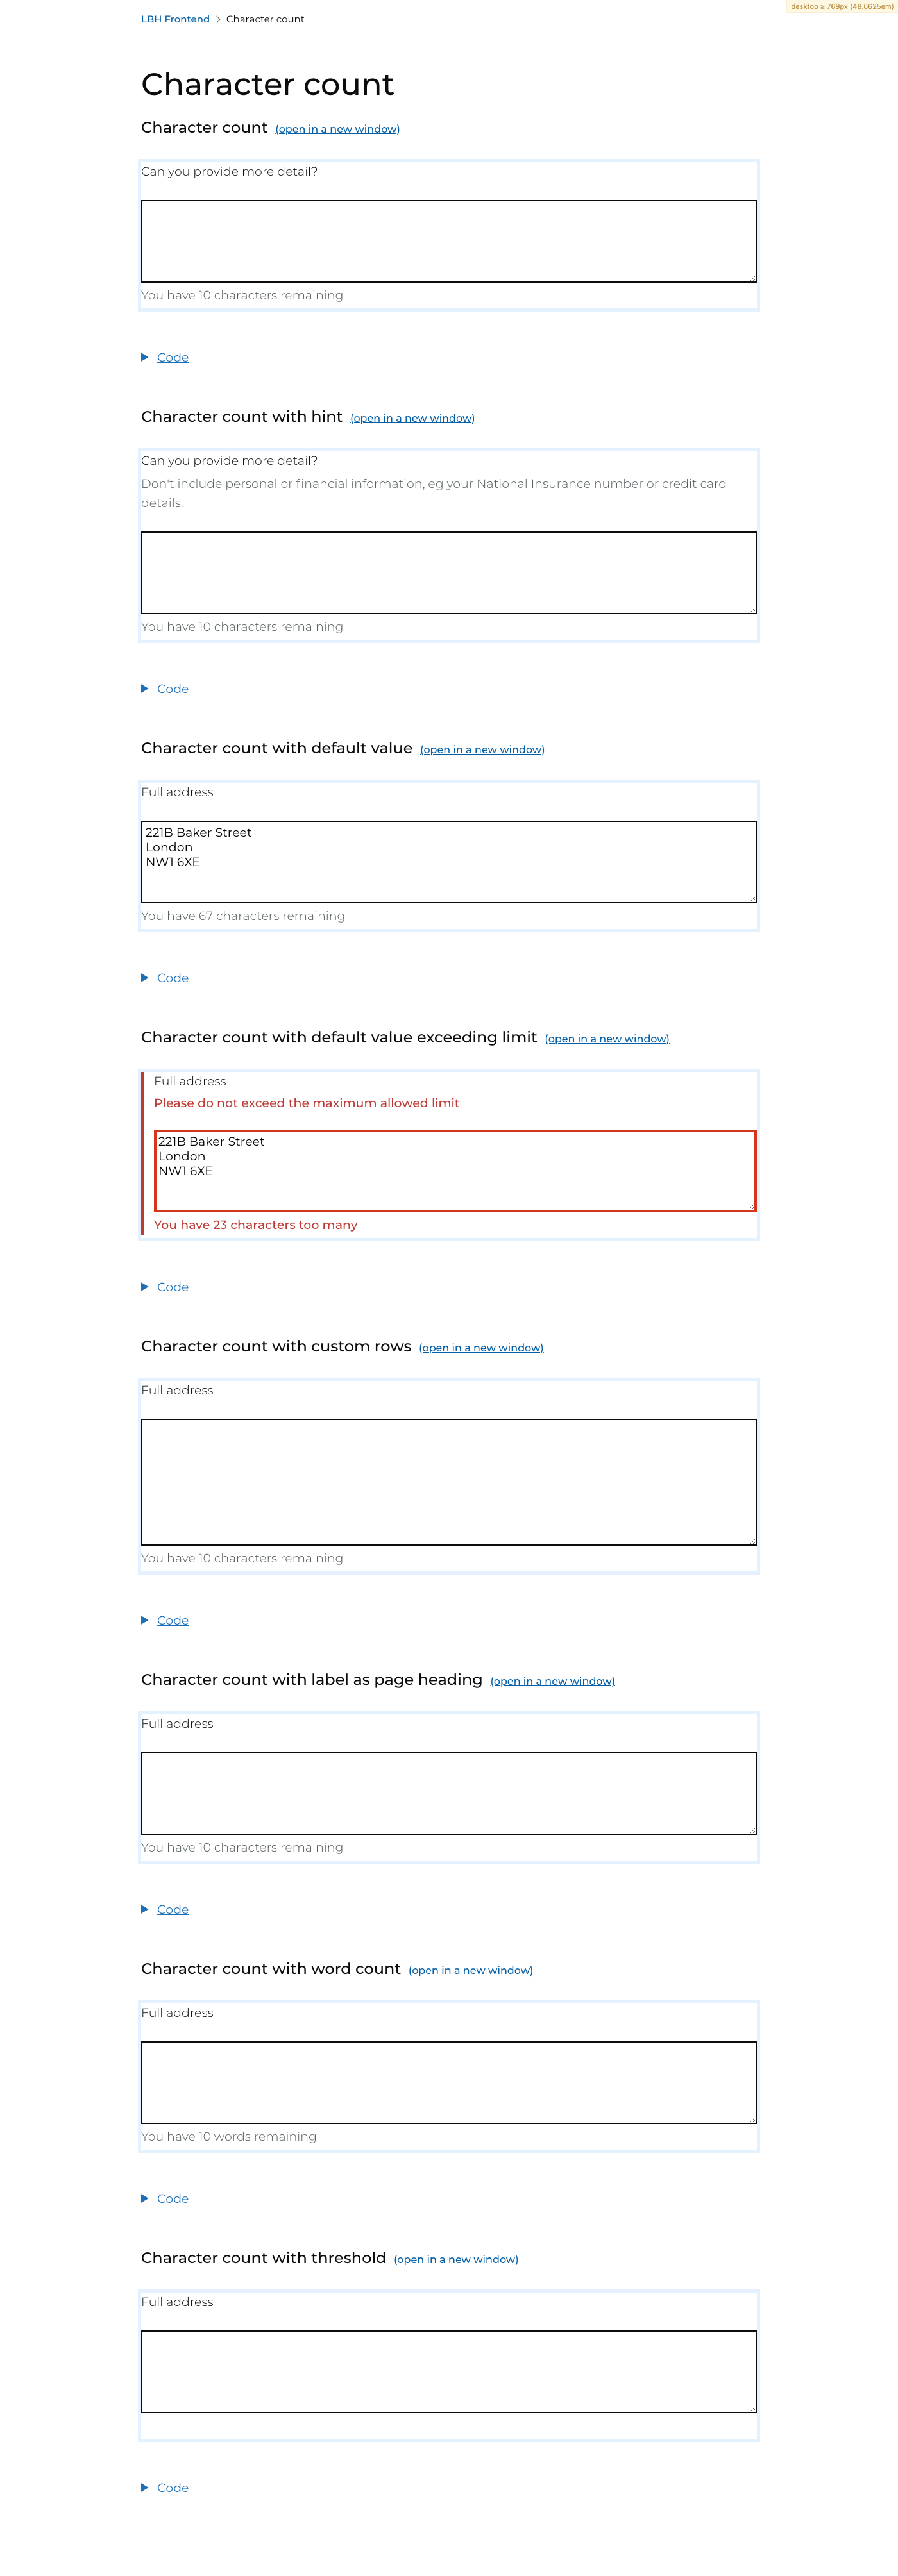 desktop ≥ 769px (48.0625em)
LBH Frontend > Character count
Character count
Character count (open in a new window)
Can you provide more detail?
You have 10 characters remaining
Code
Character count with hint (open in a new window)
Can you provide more detail?
Don't include personal or financial information, eg your National Insurance number or credit card
details.
You have 10 characters remaining
Code
Character count with default value (open in a new window)
Full address
221B Baker Street
London
NW1 6XE
You have 67 characters remaining
Code
Character count with default value exceeding limit (open in a new window)
Full address
Please do not exceed the maximum allowed limit
221B Baker Street
London
NW1 6XE
You have 23 characters too many
Code
Character count with custom rows (open in a new window)
Full address
You have 10 characters remaining
Code
Character count with label as page heading (open in a new window)
Full address
You have 10 characters remaining
Code
Character count with word count (open in a new window)
Full address
You have 10 words remaining
Code
Character count with threshold (open in a new window)
Full address
Code